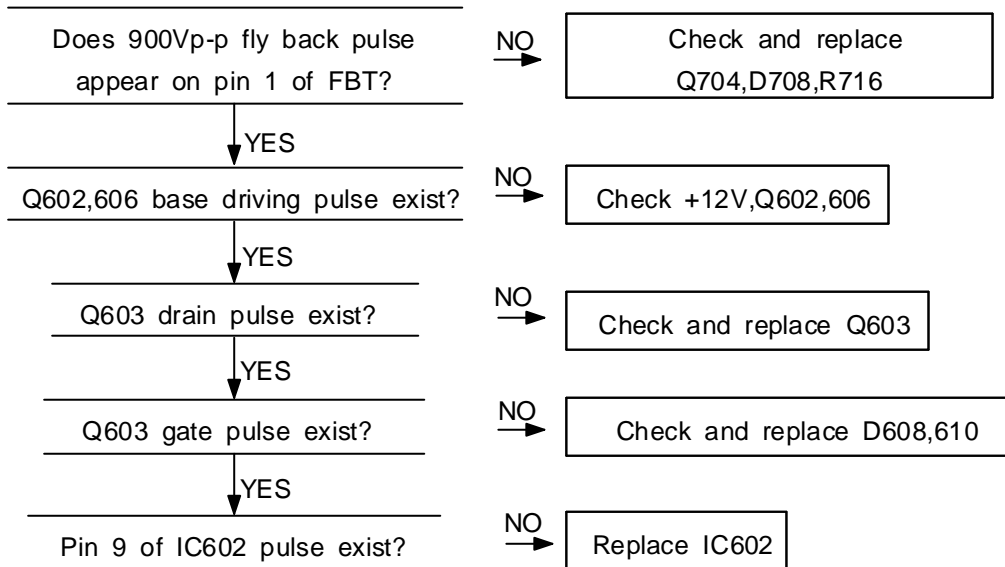 Does 900Vp-p fly back pulse
appear on pin 1 of FBT?
NO
Check and replace
Q704,D708,R716
YES
Q602,606 base driving pulse exist?
NO
Check +12V,Q602,606
YES
Q603 drain pulse exist?
NO
Check and replace Q603
YES
Q603 gate pulse exist?
NO
Check and replace D608,610
YES
Pin 9 of IC602 pulse exist?
NO
Replace IC602